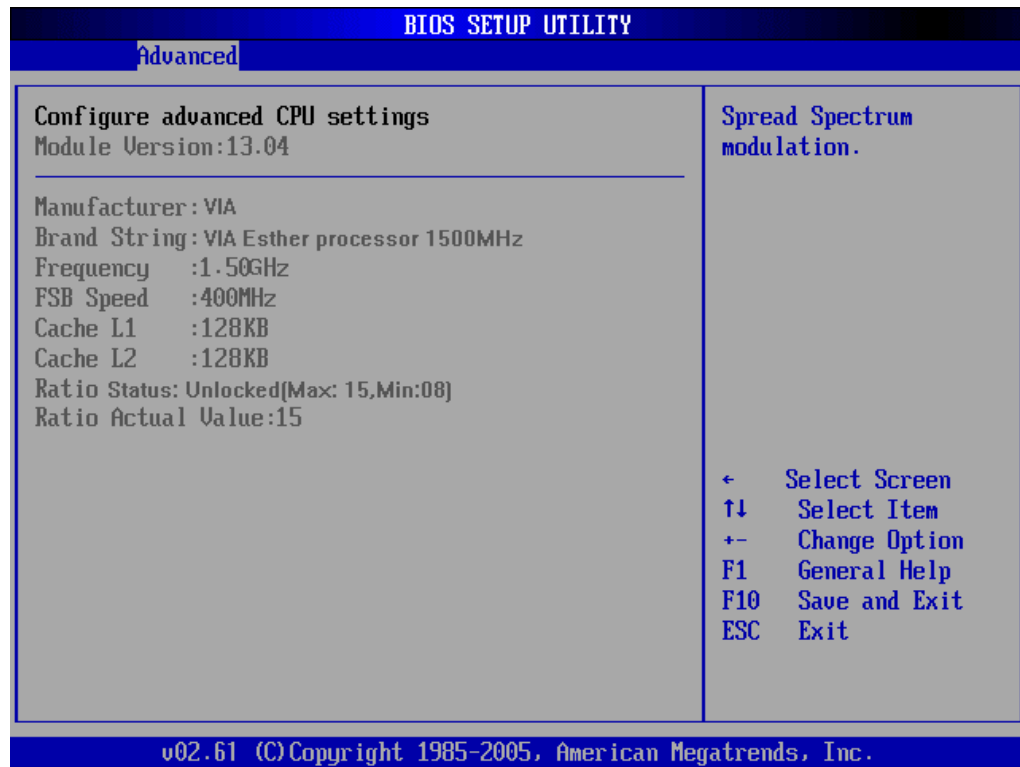 BIOS SETUP UTILITY
Advanced
Configure advanced CPU settings
Module Version:13.04
Manufacturer:VIA
Brand String:VIA Esther processor 1500MHz
Frequency :1.50GHz
FSB Speed :400MHz
Cache L1 :128KB
Cache L2 :128KB
Ratio Status: Unlocked(Max: 15,Min:08)
Ratio Actual Value:15
Spread Spectrum
modulation.
← Select Screen
↑↓ Select Item
+- Change Option
F1 General Help
F10 Save and Exit
ESC Exit
v02.61 (C)Copyright 1985-2005, American Megatrends, Inc.